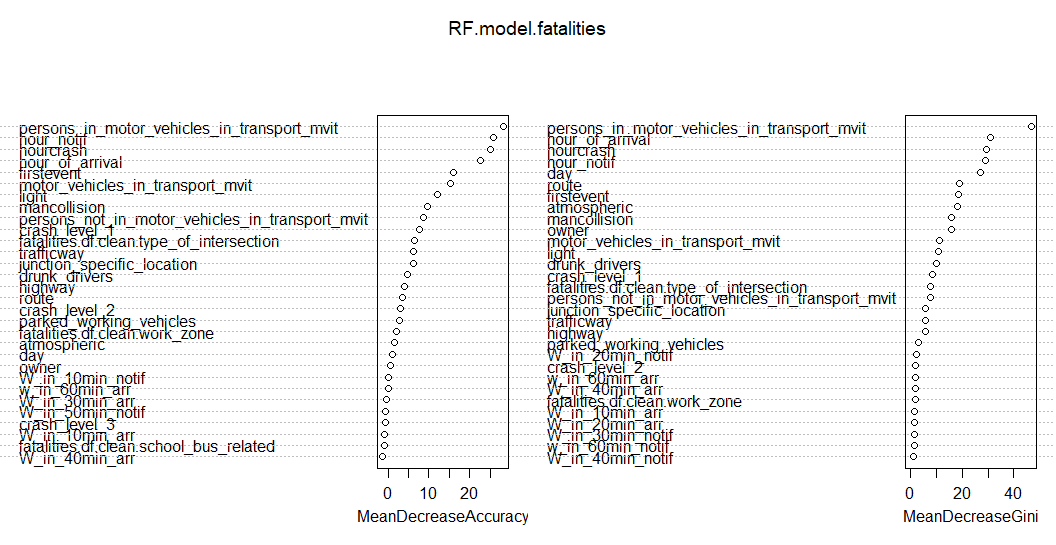 RF.model.fatalities
persons_in_motor_vehicles_in_transport_mvit
hour_notif
hourcrash
hour_of_arrival
firstevent
motor_vehicles_in_transport_mvit
light
mancollision
persons_not_in_motor_vehicles_in_transport_mvit
crash_level_1
fatalities.df.clean.type_of_intersection
trafficway
junction_specific_location
drunk_drivers
highway
route
crash_level_2
parked_working_vehicles
fatalities.df.clean.work_zone
atmospheric
day
owner
W_in_10min_notif
w_in_60min_arr
W_in_30min_arr
W_in_50min_notif
crash_level_3
W_in_10min_arr
fatalities.df.clean.school_bus_related
W_in_40min_arr
0 10 20
MeanDecreaseAccuracy
persons_in_motor_vehicles_in_transport_mvit
hour_of_arrival
hourcrash
hour_notif
day
route
firstevent
atmospheric
mancollision
owner
motor_vehicles_in_transport_mvit
light
drunk_drivers
crash_level_1
fatalities.df.clean.type_of_intersection
persons_not_in_motor_vehicles_in_transport_mvit
junction_specific_location
trafficway
highway
parked_working_vehicles
W_in_20min_notif
crash_level_2
w_in_60min_arr
W_in_40min_arr
fatalities.df.clean.work_zone
W_in_10min_arr
W_in_20min_arr
W_in_30min_notif
w_in_60min_notif
W_in_40min_notif
0 20 40
MeanDecreaseGini